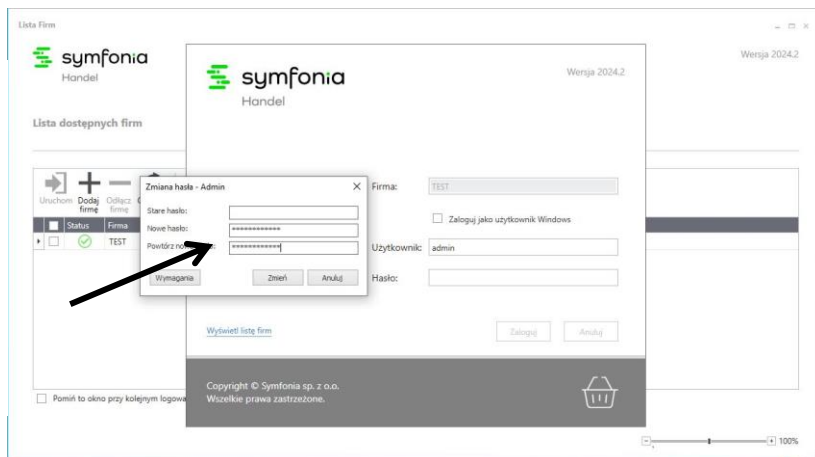 Lista Firm
symfonia
Handel
Wersja 2024.2
Lista dostępnych firm
Uruchom Dodaj firmę Odłącz firmę
Status Firma
TEST
Pomiń to okno przy kolejnym logowa
100%
symfonia
Handel
Wersja 2024.2
Firma: TEST
Zaloguj jako użytkownik Windows
Użytkownik: admin
Hasło:
Wyświetl listę firm
Zaloguj Anuluj
Copyright © Symfonia sp. z o.o.
Wszelkie prawa zastrzeżone.
Zmiana hasła - Admin
Stare hasło:
Nowe hasło: ************
Powtórz ************
Wymagania Zmień Anuluj